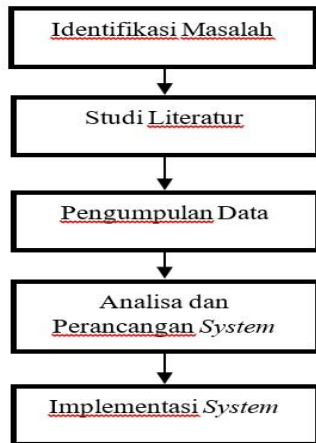 Identifikasi Masalah
Studi Literatur
Pengumpulan Data
Analisa dan
Perancangan System
Implementasi System